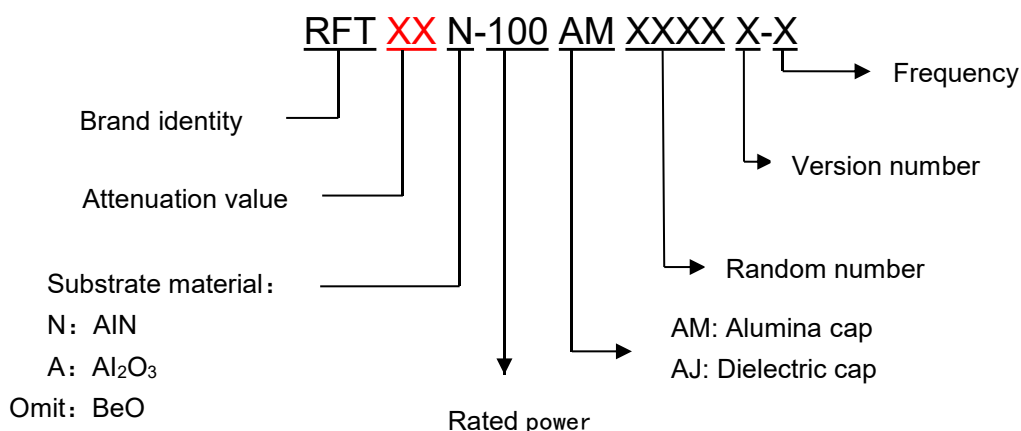 RFT XX N-100 AM XXXX X-X
Frequency
Brand identity
Version number
Attenuation value
Random number
Substrate material：
N：AlN
A：Al₂O₃
Omit：BeO
AM: Alumina cap
AJ: Dielectric cap
Rated power